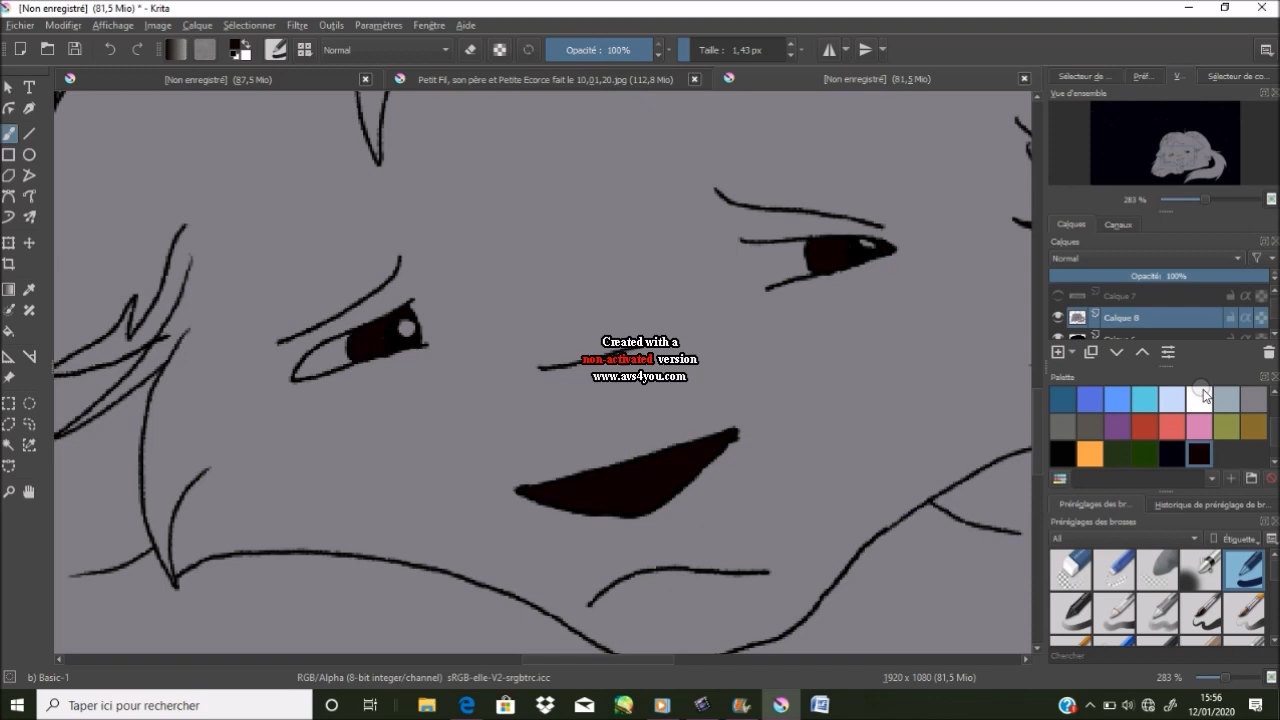 [Non enregistré] (81,5 Mio) * - Krita
Fichier Modifier Affichage Image Calque Sélectionner Filtre Outils Paramètres Fenêtre Aide
Normal Opacité : 100% Taille : 1,43 px
[Non enregistré] (87,5 Mio) Petit Fil, son père et Petite Ecorce fait le 10,01,20.jpg (112,8 Mio) [Non enregistré] (81,5 Mio)
Sélecteur de ... Préf... V... Sélecteur de co...
Vue d'ensemble
283 %
Calques Canaux
Calques
Normal
Opacité: 100%
Calque 7
Calque 8
Created with a
non-activated version
www.avs4you.com
Palette
Préréglages des br... Historique de préréglage de br...
Préréglages des brosses
All Étiquette
Chercher
b) Basic-1 RGB/Alpha (8-bit integer/channel) sRGB-elle-V2-srgbtrc.icc 1920 x 1080 (81,5 Mio) 283 %
Taper ici pour rechercher
15:56
12/01/2020